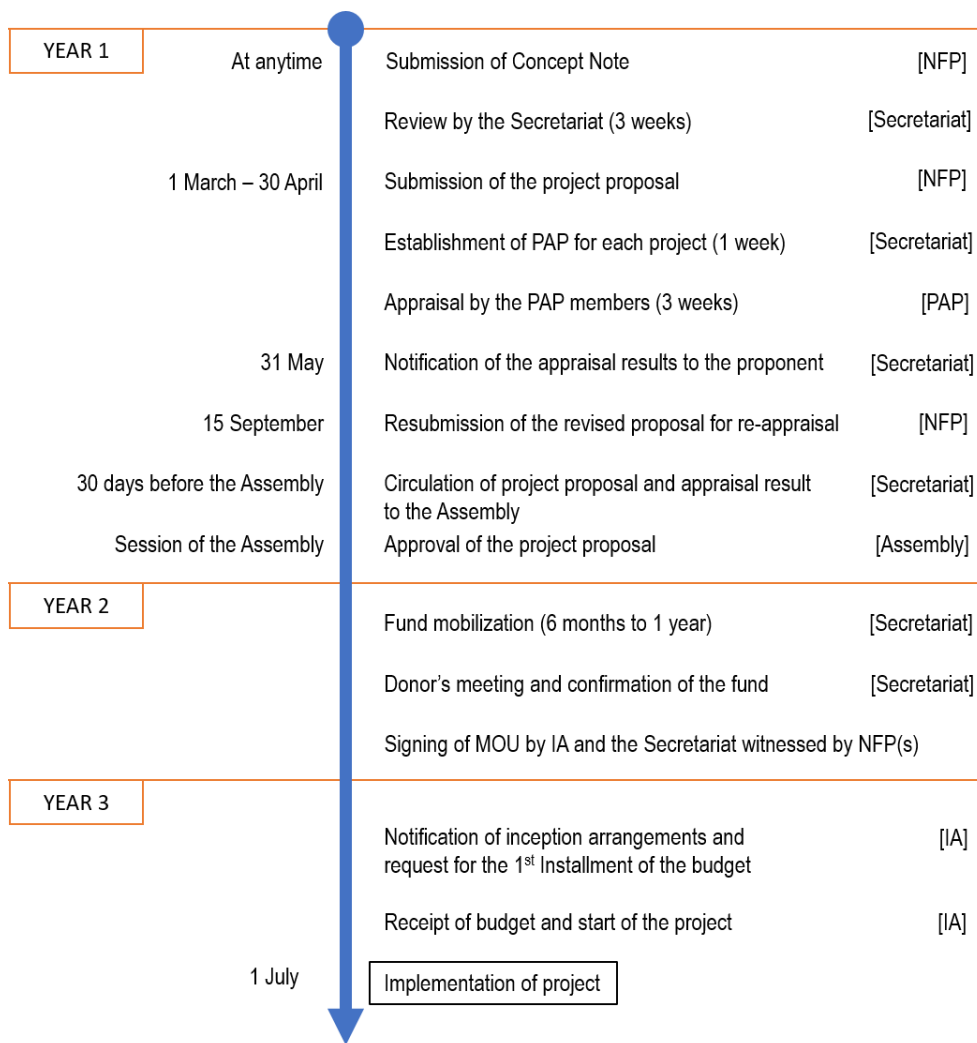 YEAR 1
At anytime Submission of Concept Note [NFP]
Review by the Secretariat (3 weeks) [Secretariat]
1 March – 30 April Submission of the project proposal [NFP]
Establishment of PAP for each project (1 week) [Secretariat]
Appraisal by the PAP members (3 weeks) [PAP]
31 May Notification of the appraisal results to the proponent [Secretariat]
15 September Resubmission of the revised proposal for re-appraisal [NFP]
30 days before the Assembly Circulation of project proposal and appraisal result [Secretariat]
to the Assembly
Session of the Assembly Approval of the project proposal [Assembly]
YEAR 2
Fund mobilization (6 months to 1 year) [Secretariat]
Donor’s meeting and confirmation of the fund [Secretariat]
Signing of MOU by IA and the Secretariat witnessed by NFP(s)
YEAR 3
Notification of inception arrangements and [IA]
request for the 1st Installment of the budget
Receipt of budget and start of the project [IA]
1 July Implementation of project